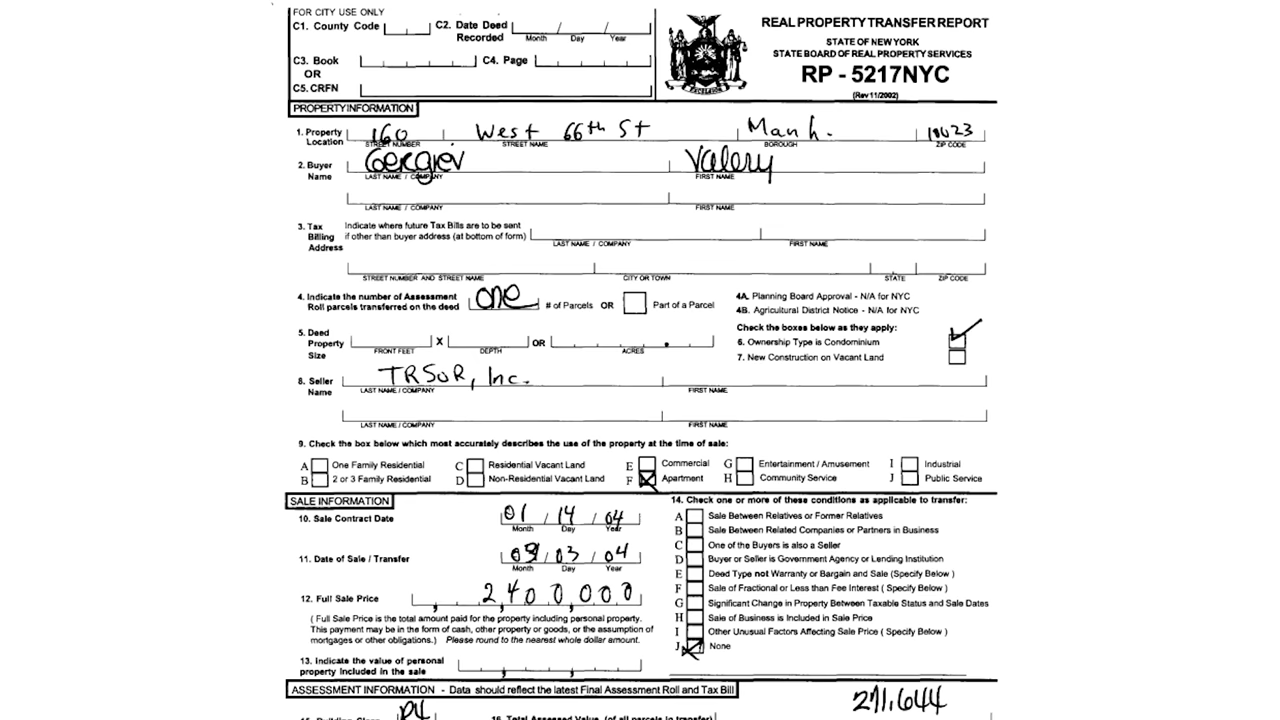 FOR CITY USE ONLY
C1. County Code
C2. Date Deed Recorded
Month / Day / Year
C3. Book
OR
C4. Page
C5. CRFN
EXCELSIOR
REAL PROPERTY TRANSFER REPORT
STATE OF NEW YORK
STATE BOARD OF REAL PROPERTY SERVICES
RP - 5217NYC
(Rev 11/2002)
PROPERTY INFORMATION
1. Property Location
160 West 66th St Manh. 10023
STREET NUMBER STREET NAME BOROUGH ZIP CODE
2. Buyer Name
Georgiev Valery
LAST NAME / COMPANY FIRST NAME
LAST NAME / COMPANY FIRST NAME
3. Tax Billing Address
Indicate where future Tax Bills are to be sent
if other than buyer address (at bottom of form)
LAST NAME / COMPANY FIRST NAME
STREET NUMBER AND STREET NAME CITY OR TOWN STATE ZIP CODE
4. Indicate the number of Assessment Roll parcels transferred on the deed
one # of Parcels OR Part of a Parcel
4A. Planning Board Approval - N/A for NYC
4B. Agricultural District Notice - N/A for NYC
Check the boxes below as they apply:
6. Ownership Type is Condominium
7. New Construction on Vacant Land
5. Deed Property Size
X OR
FRONT FEET DEPTH ACRES
8. Seller Name
TRSOR, Inc.
LAST NAME / COMPANY FIRST NAME
LAST NAME / COMPANY FIRST NAME
9. Check the box below which most accurately describes the use of the property at the time of sale:
A One Family Residential C Residential Vacant Land E Commercial G Entertainment / Amusement I Industrial
B 2 or 3 Family Residential D Non-Residential Vacant Land F Apartment H Community Service J Public Service
SALE INFORMATION
10. Sale Contract Date
01 / 14 / 04
Month Day Year
11. Date of Sale / Transfer
/ 03 / 04
Month Day Year
12. Full Sale Price
2,400,000
( Full Sale Price is the total amount paid for the property including personal property.
This payment may be in the form of cash, other property or goods, or the assumption of
mortgages or other obligations.) Please round to the nearest whole dollar amount.
13. Indicate the value of personal
property included in the sale
14. Check one or more of these conditions as applicable to transfer:
A Sale Between Relatives or Former Relatives
B Sale Between Related Companies or Partners in Business
C One of the Buyers is also a Seller
D Buyer or Seller is Government Agency or Lending Institution
E Deed Type not Warranty or Bargain and Sale (Specify Below )
F Sale of Fractional or Less than Fee Interest ( Specify Below )
G Significant Change in Property Between Taxable Status and Sale Dates
H Sale of Business is Included in Sale Price
I Other Unusual Factors Affecting Sale Price ( Specify Below )
J None
ASSESSMENT INFORMATION - Data should reflect the latest Final Assessment Roll and Tax Bill
271,644
15. Building Class R4
16. Total Assessed Value (of all parcels in transfer)